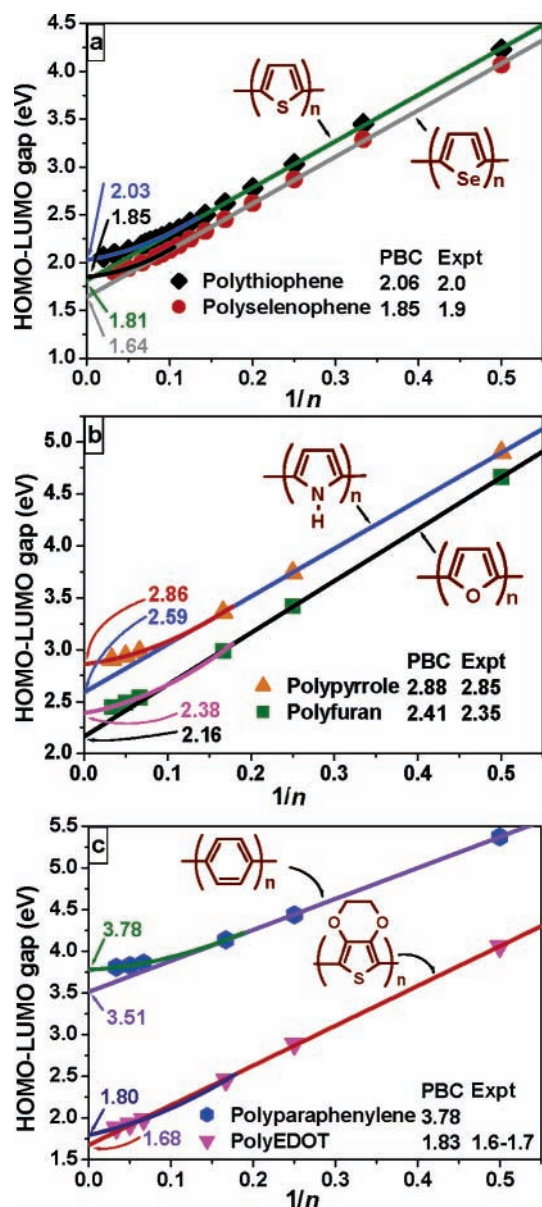 a
HOMO-LUMO gap (eV)
4.5
4.0
3.5
3.0
2.5
2.0
1.5
1.0
S
n
Se
n
2.03
1.85
1.81
1.64
PBC Expt
Polythiophene 2.06 2.0
Polyselenophene 1.85 1.9
0.0 0.1 0.2 0.3 0.4 0.5
1/n
b
HOMO-LUMO gap (eV)
5.0
4.5
4.0
3.5
3.0
2.5
2.0
N
H
n
O
n
2.86
2.59
2.38
2.16
PBC Expt
Polypyrrole 2.88 2.85
Polyfuran 2.41 2.35
0.0 0.1 0.2 0.3 0.4 0.5
1/n
c
HOMO-LUMO gap (eV)
5.5
5.0
4.5
4.0
3.5
3.0
2.5
2.0
1.5
n
O O
S
n
3.78
3.51
1.80
1.68
PBC Expt
Polyparaphenylene 3.78
PolyEDOT 1.83 1.6-1.7
0.0 0.1 0.2 0.3 0.4 0.5
1/n